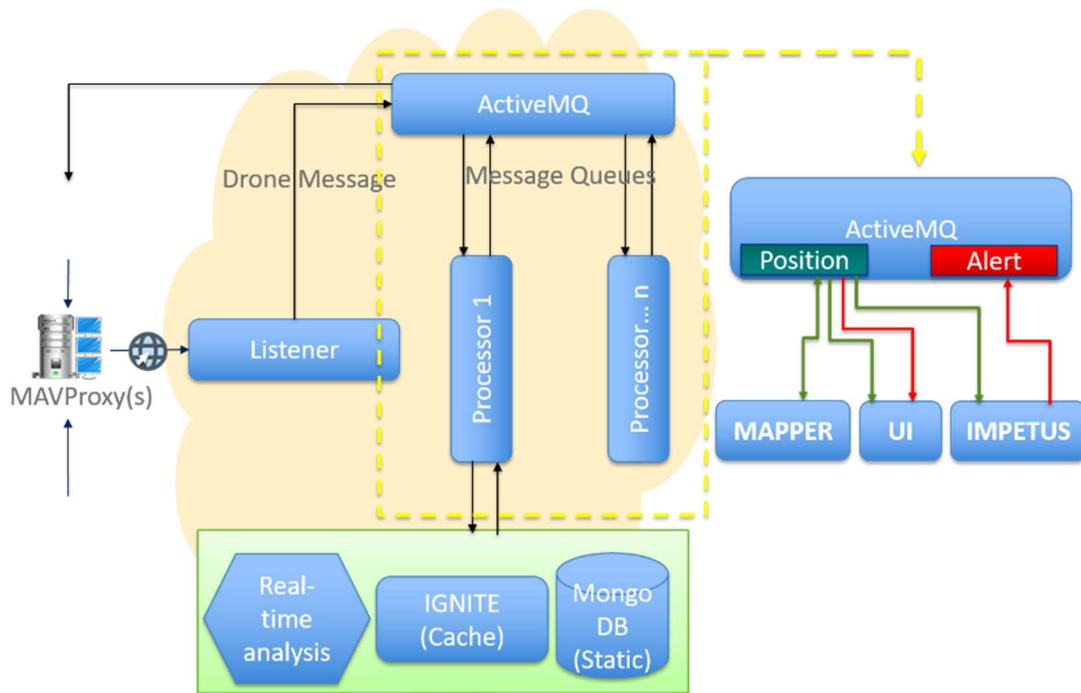 ActiveMQ
Drone Message
Message Queues
ActiveMQ
Position
Alert
Processor 1
Processor... n
Listener
MAVProxy(s)
MAPPER
UI
IMPETUS
Real-
time
analysis
IGNITE
(Cache)
Mongo
DB
(Static)